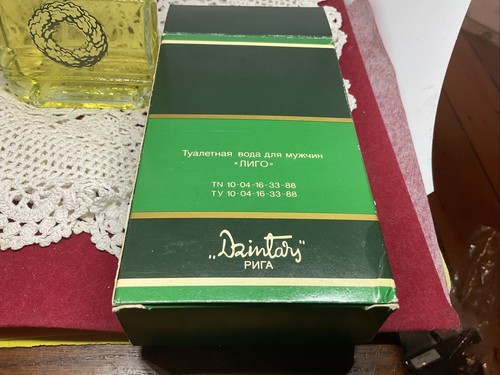 Туалетная вода для мужчин
«ЛИГО»
TN 10-04-16-33-88
ТУ 10-04-16-33-88
„Dzintars”
РИГА